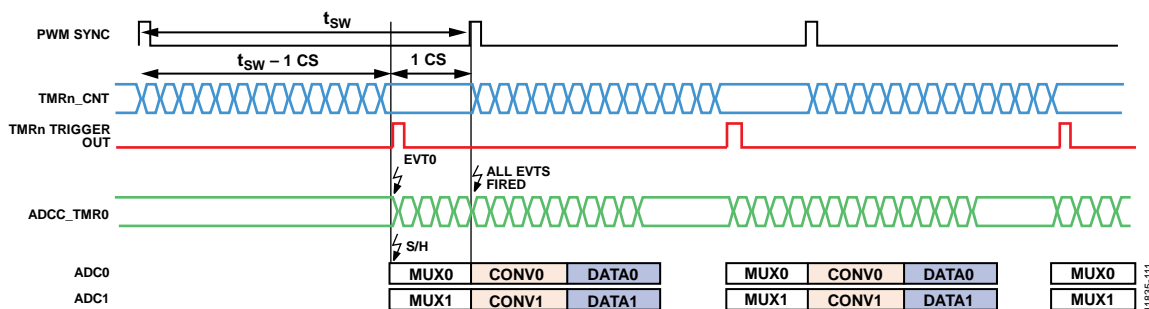 PWM SYNC
tSW
tSW – 1 CS
1 CS
TMRn_CNT
TMRn TRIGGER
OUT
EVT0
ALL EVTS
FIRED
ADCC_TMR0
S/H
ADC0
MUX0 CONV0 DATA0 MUX0 CONV0 DATA0 MUX0
ADC1
MUX1 CONV1 DATA1 MUX1 CONV1 DATA1 MUX1